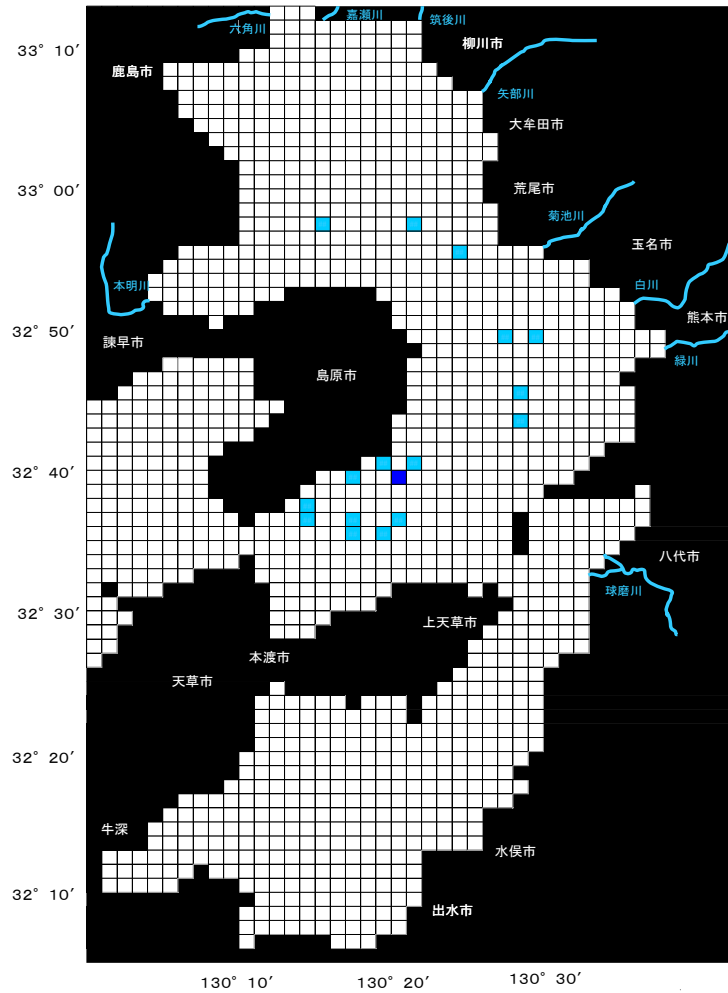 六角川
嘉瀬川
筑後川
柳川市
33° 10′
鹿島市
矢部川
大牟田市
33° 00′
荒尾市
菊池川
玉名市
本明川
白川
熊本市
32° 50′
諫早市
緑川
島原市
32° 40′
八代市
球磨川
32° 30′
上天草市
本渡市
天草市
32° 20′
牛深
水俣市
32° 10′
出水市
130° 10′
130° 20′
130° 30′